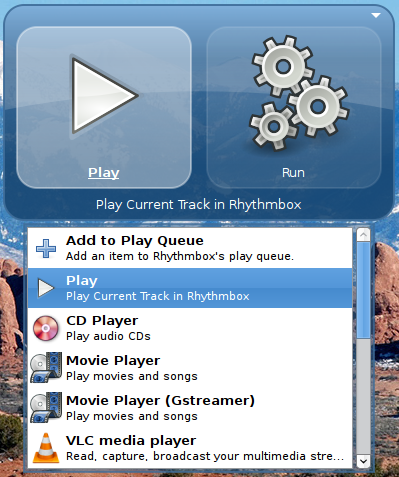 Play
Run
Play Current Track in Rhythmbox
Add to Play Queue
Add an item to Rhythmbox's play queue.
Play
Play Current Track in Rhythmbox
CD Player
Play audio CDs
Movie Player
Play movies and songs
Movie Player (Gstreamer)
Play movies and songs
VLC media player
Read, capture, broadcast your multimedia stre...